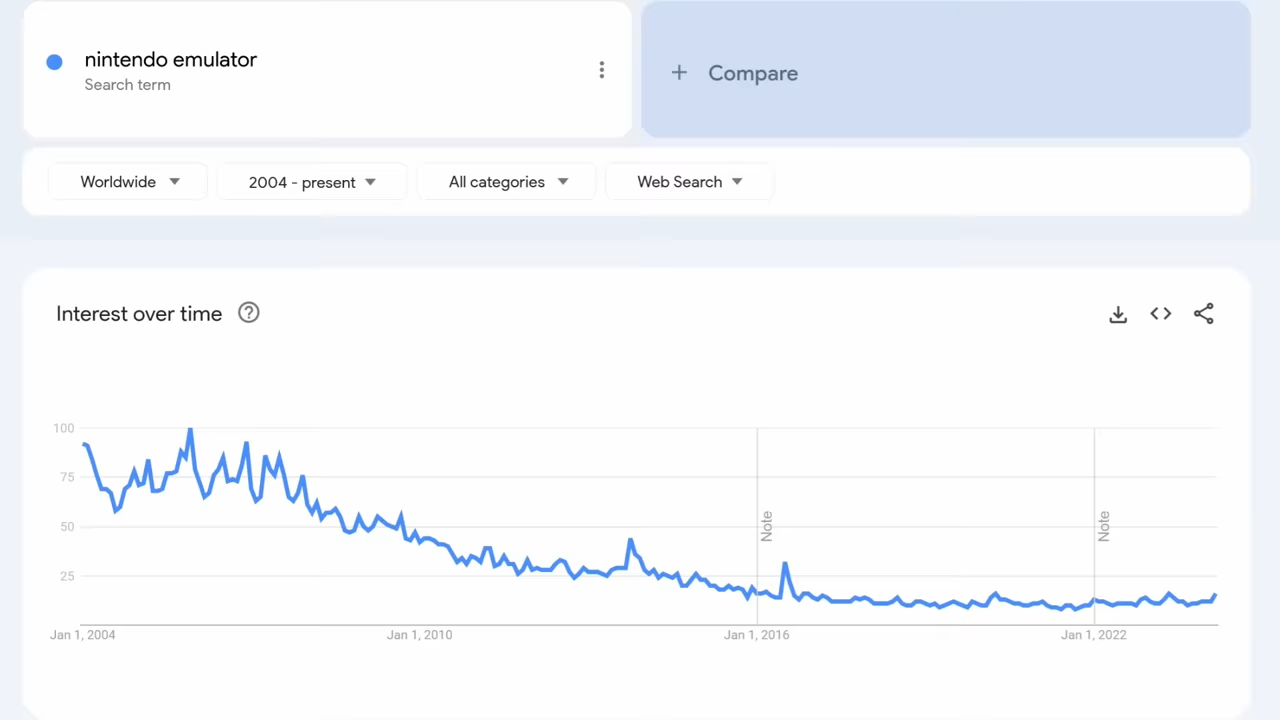 nintendo emulator
Search term
+ Compare
Worldwide
2004 - present
All categories
Web Search
Interest over time ?
100
75
50
25
Note
Note
Jan 1, 2004
Jan 1, 2010
Jan 1, 2016
Jan 1, 2022